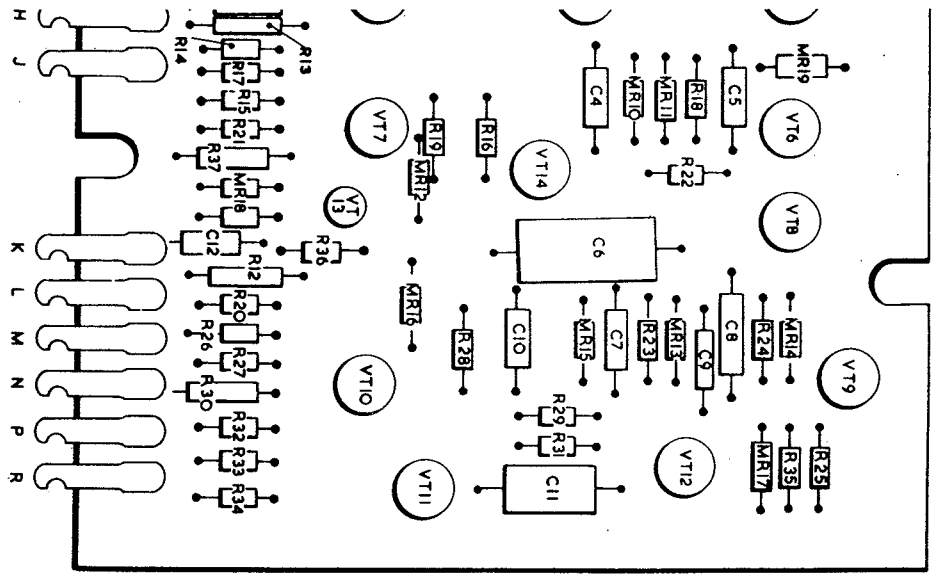 H
J
K
L
M
N
P
R
R14
R13
R17
R15
R21
R37
MR18
C12
R36
R12
R20
R26
R27
R30
R32
R33
R34
VT7
R19
MR12
R16
VT14
VT13
C4
MR10
MR11
R18
C5
MR19
VT6
R22
VT8
C6
MR16
R28
C10
MR15
C7
R23
MR13
C9
C8
R24
MR14
VT9
VT10
R29
R31
VT11
C11
VT12
MR17
R35
R25